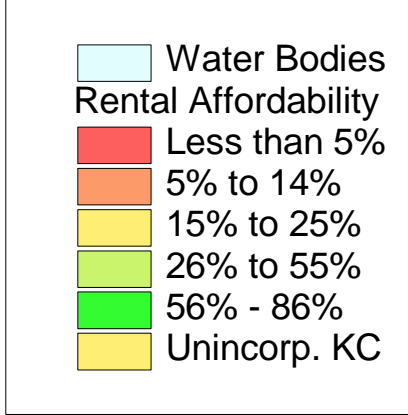 Water Bodies
Rental Affordability
Less than 5%
5% to 14%
15% to 25%
26% to 55%
56% - 86%
Unincorp. KC